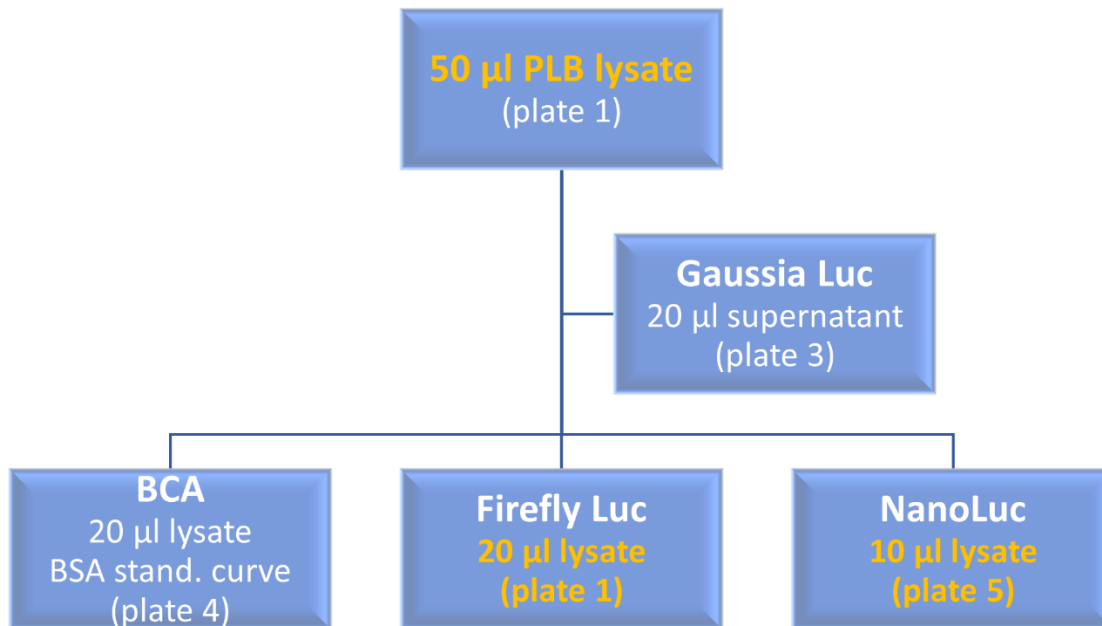 50 µl PLB lysate
(plate 1)
Gaussia Luc
20 µl supernatant
(plate 3)
BCA
20 µl lysate
BSA stand. curve
(plate 4)
Firefly Luc
20 µl lysate
(plate 1)
NanoLuc
10 µl lysate
(plate 5)